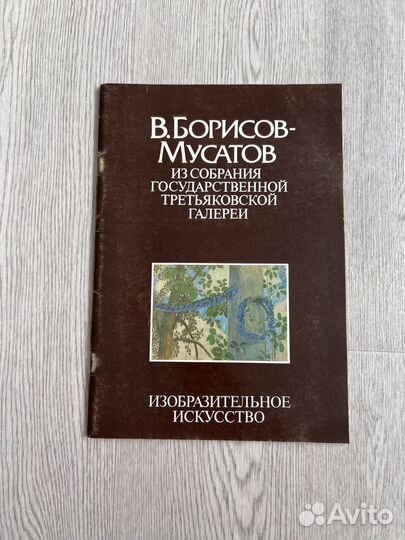 В.БОРИСОВ-
МУСАТОВ
ИЗ СОБРАНИЯ
ГОСУДАРСТВЕННОЙ
ТРЕТЬЯКОВСКОЙ
ГАЛЕРЕИ
ИЗОБРАЗИТЕЛЬНОЕ
ИСКУССТВО
Avito